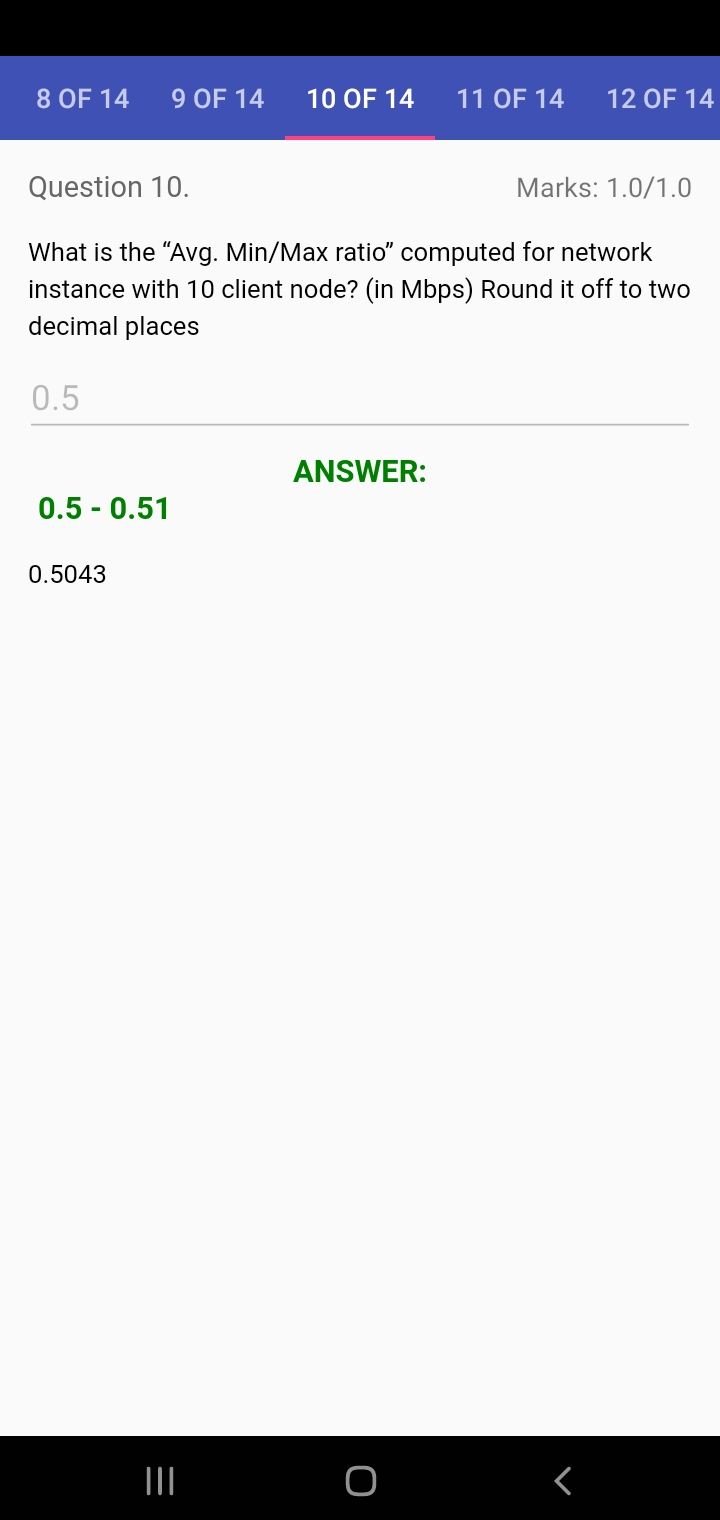 8 OF 14 9 OF 14 10 OF 14 11 OF 14 12 OF 14
Question 10. Marks: 1.0/1.0
What is the “Avg. Min/Max ratio” computed for network
instance with 10 client node? (in Mbps) Round it off to two
decimal places
0.5
ANSWER:
0.5 - 0.51
0.5043